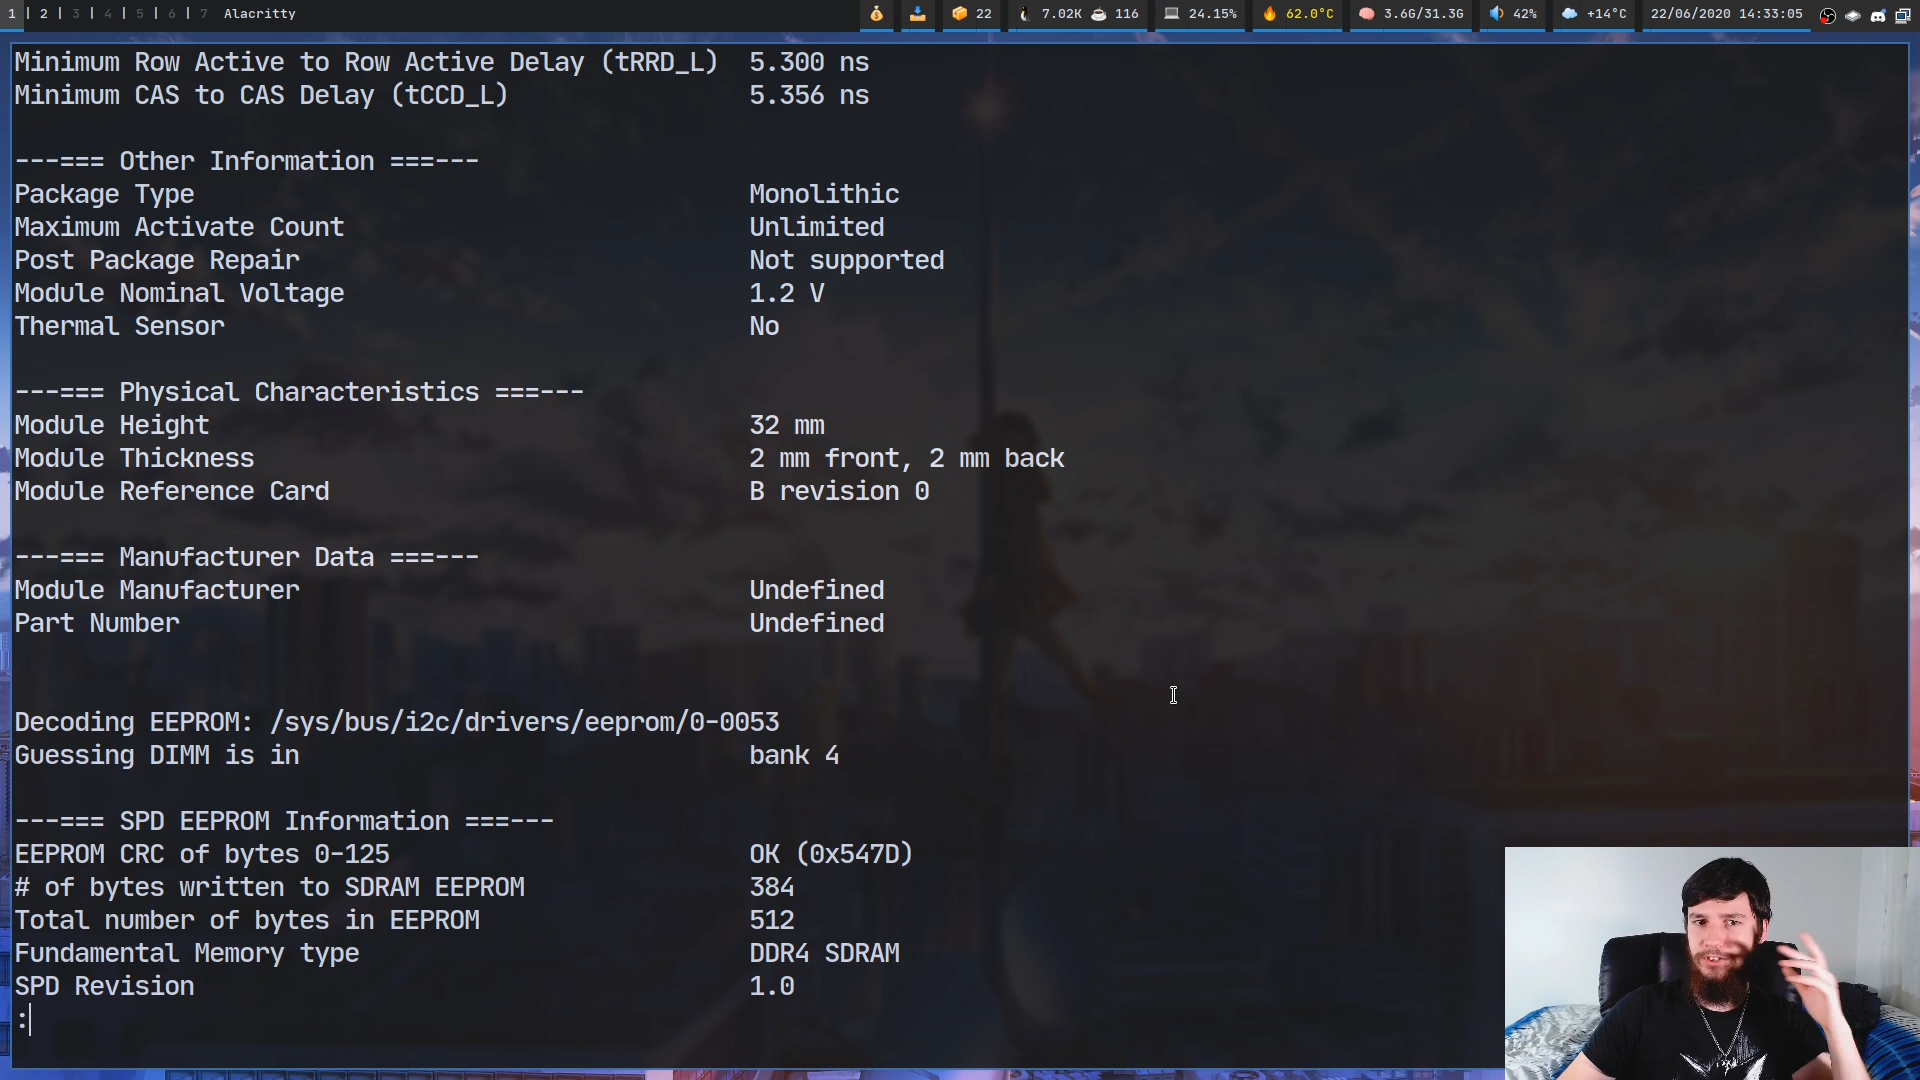 1 | 2 | 3 | 4 | 5 | 6 | 7 Alacritty 22 7.02K 116 24.15% 62.0°C 3.6G/31.3G 42% +14°C 22/06/2020 14:33:05
Minimum Row Active to Row Active Delay (tRRD_L) 5.300 ns
Minimum CAS to CAS Delay (tCCD_L) 5.356 ns
---=== Other Information ===---
Package Type Monolithic
Maximum Activate Count Unlimited
Post Package Repair Not supported
Module Nominal Voltage 1.2 V
Thermal Sensor No
---=== Physical Characteristics ===---
Module Height 32 mm
Module Thickness 2 mm front, 2 mm back
Module Reference Card B revision 0
---=== Manufacturer Data ===---
Module Manufacturer Undefined
Part Number Undefined
Decoding EEPROM: /sys/bus/i2c/drivers/eeprom/0-0053
Guessing DIMM is in bank 4
---=== SPD EEPROM Information ===---
EEPROM CRC of bytes 0-125 OK (0x547D)
# of bytes written to SDRAM EEPROM 384
Total number of bytes in EEPROM 512
Fundamental Memory type DDR4 SDRAM
SPD Revision 1.0
: